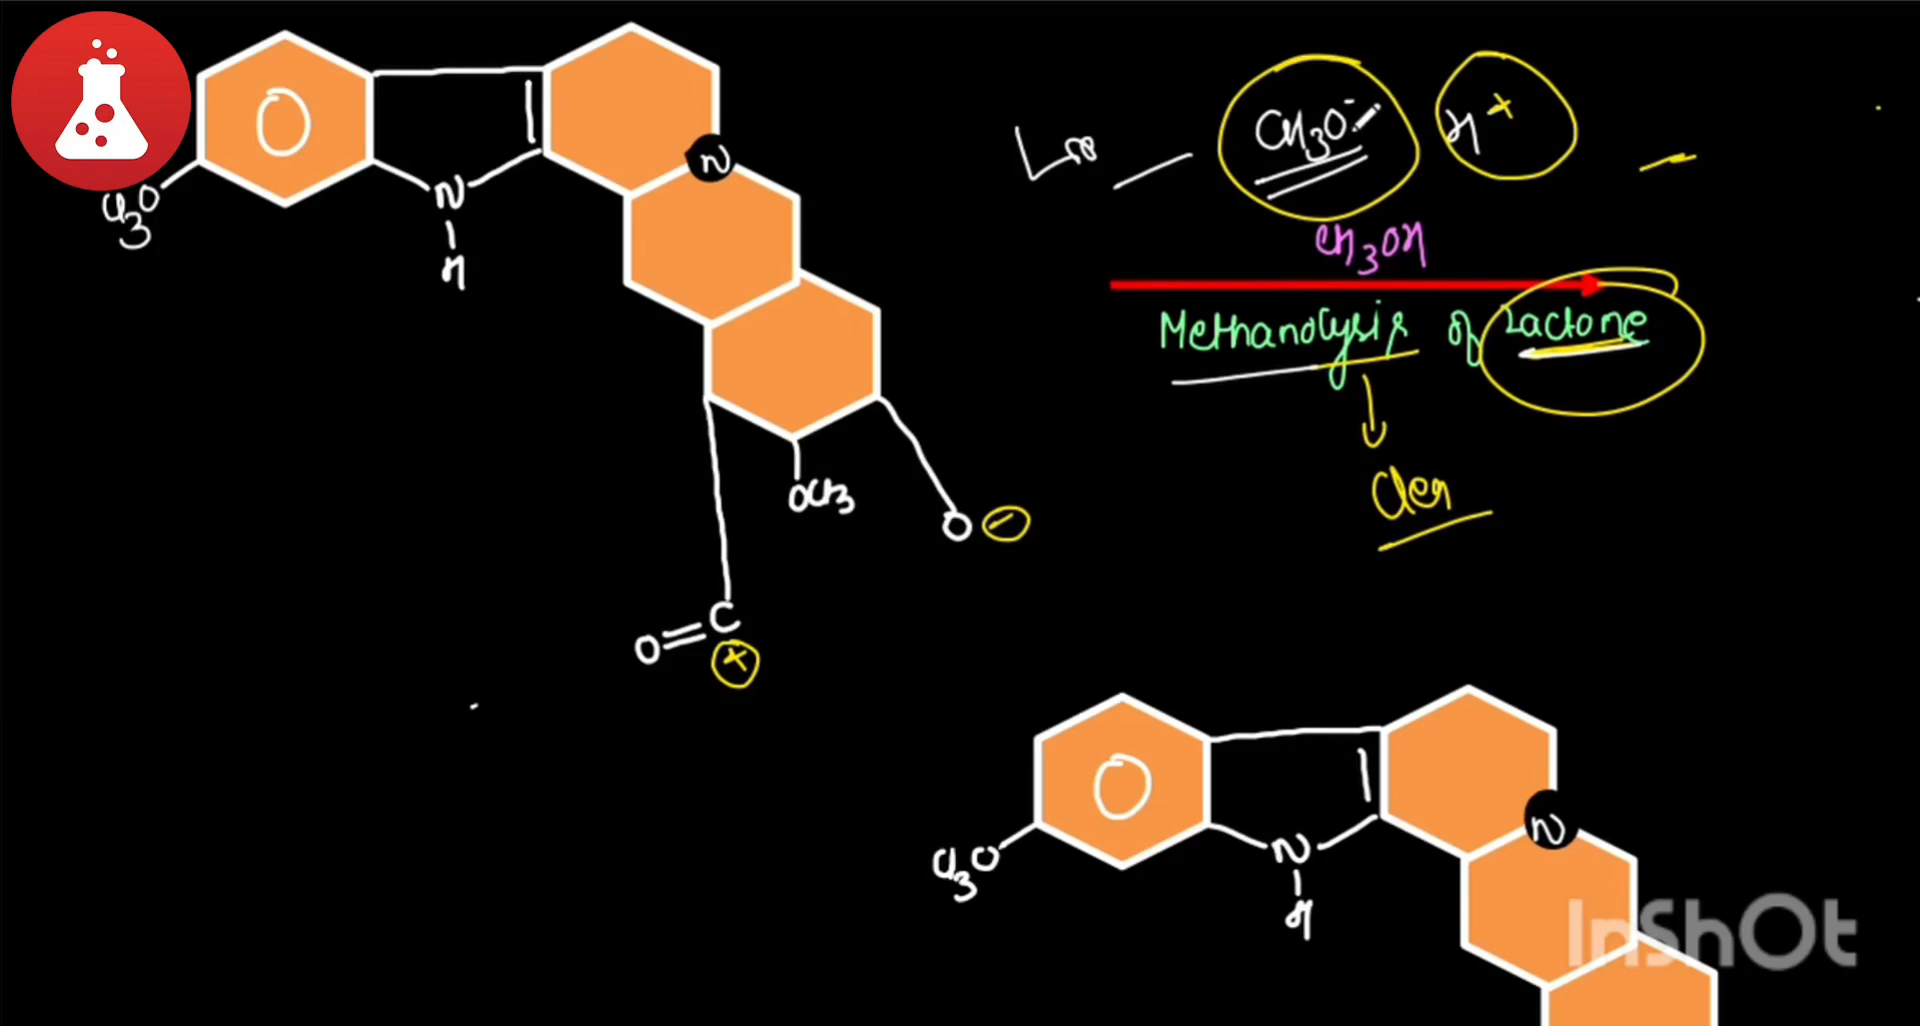 CH3O
N
H
N
OCH3
O −
O=C
+
CH3O⁻ H⁺
CH3OH
Methanolysis of Lactone
N
H
N
CH3O
InShOt